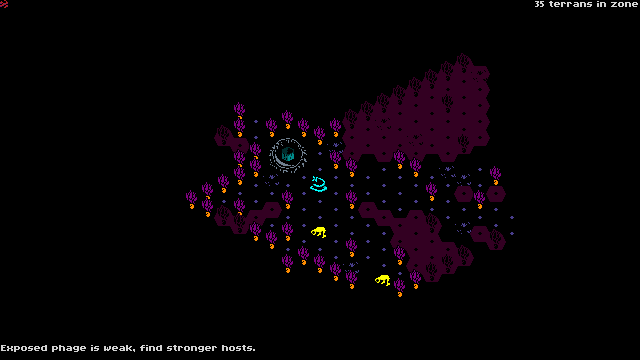 35 terrans in zone
Exposed phage is weak, find stronger hosts.